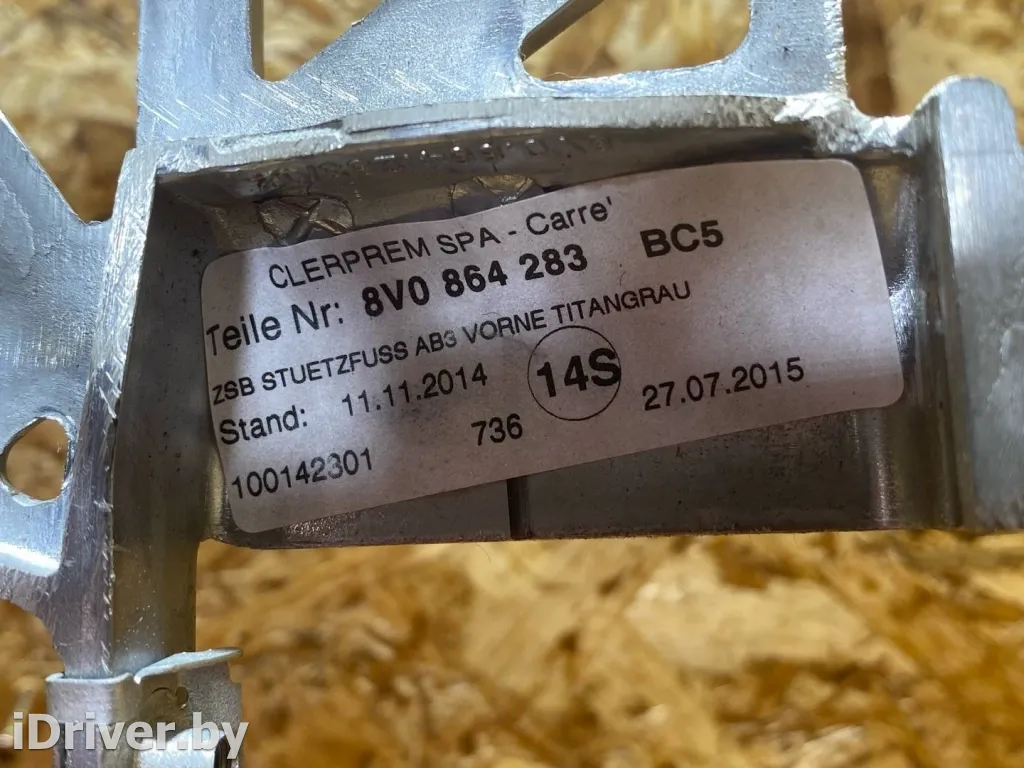 CLERPREM SPA - Carre'
Teile Nr: 8V0 864 283 BC5
ZSB STUETZFUSS AB3 VORNE TITANGRAU
Stand: 11.11.2014 14S 27.07.2015
100142301 736
iDriver.by